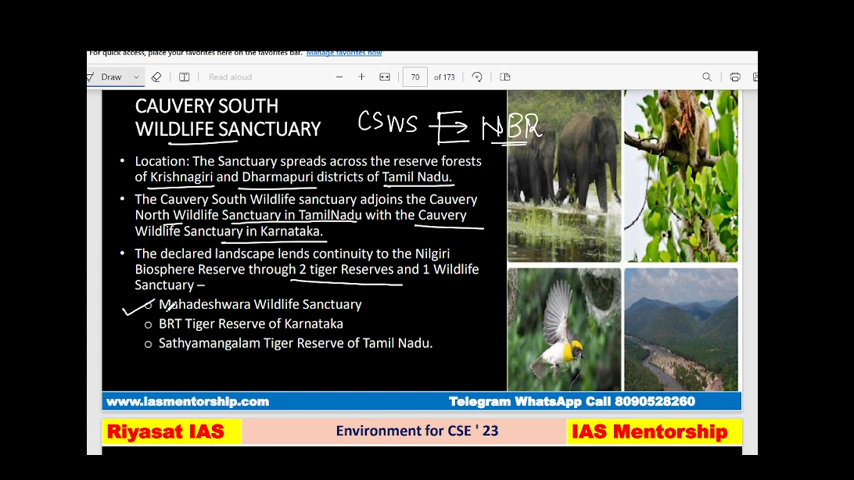 For quick access, place your favorites here on the favorites bar. Manage favorites now
Draw
Read aloud
70 of 173
CAUVERY SOUTH
WILDLIFE SANCTUARY
CSWS → NBR
• Location: The Sanctuary spreads across the reserve forests
of Krishnagiri and Dharmapuri districts of Tamil Nadu.
• The Cauvery South Wildlife sanctuary adjoins the Cauvery
North Wildlife Sanctuary in TamilNadu with the Cauvery
Wildlife Sanctuary in Karnataka.
• The declared landscape lends continuity to the Nilgiri
Biosphere Reserve through 2 tiger Reserves and 1 Wildlife
Sanctuary –
o Muhadeshwara Wildlife Sanctuary
o BRT Tiger Reserve of Karnataka
o Sathyamangalam Tiger Reserve of Tamil Nadu.
www.iasmentorship.com
Telegram WhatsApp Call 8090528260
Riyasat IAS
Environment for CSE ' 23
IAS Mentorship